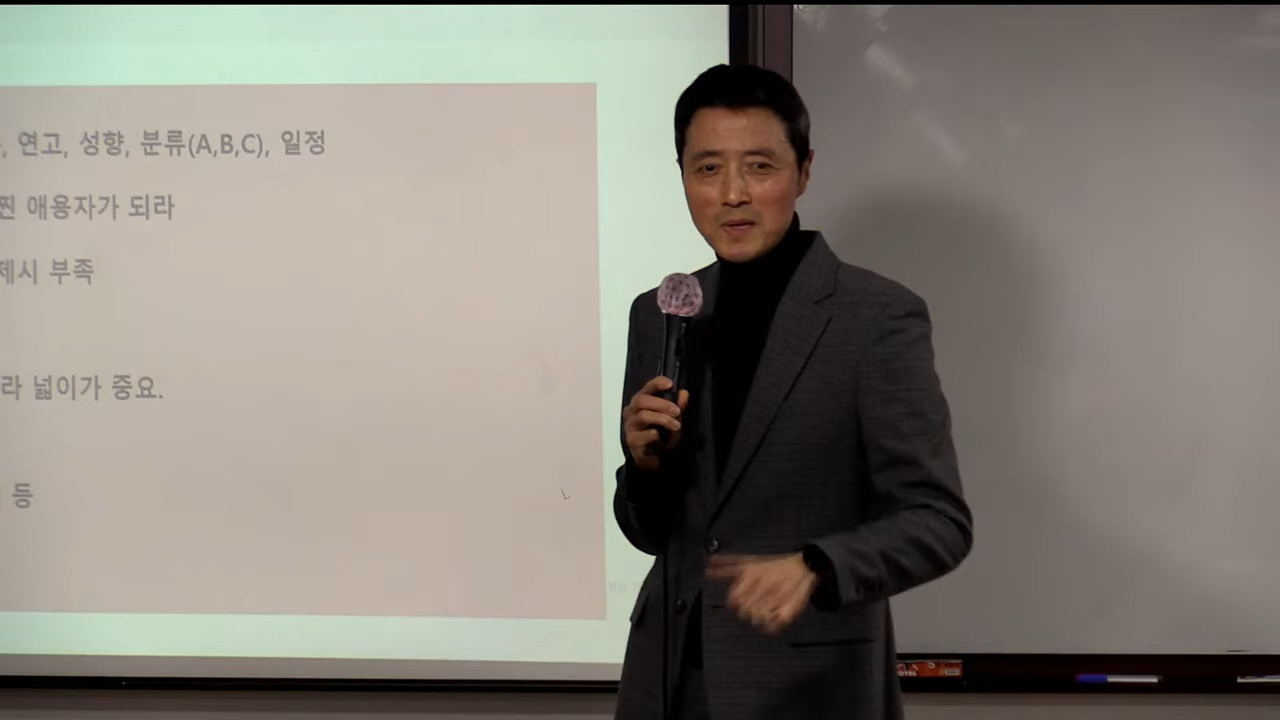 연고, 성향, 분류(A,B,C), 일정
찐 애용자가 되라
제시 부족
라 넓이가 중요.
등